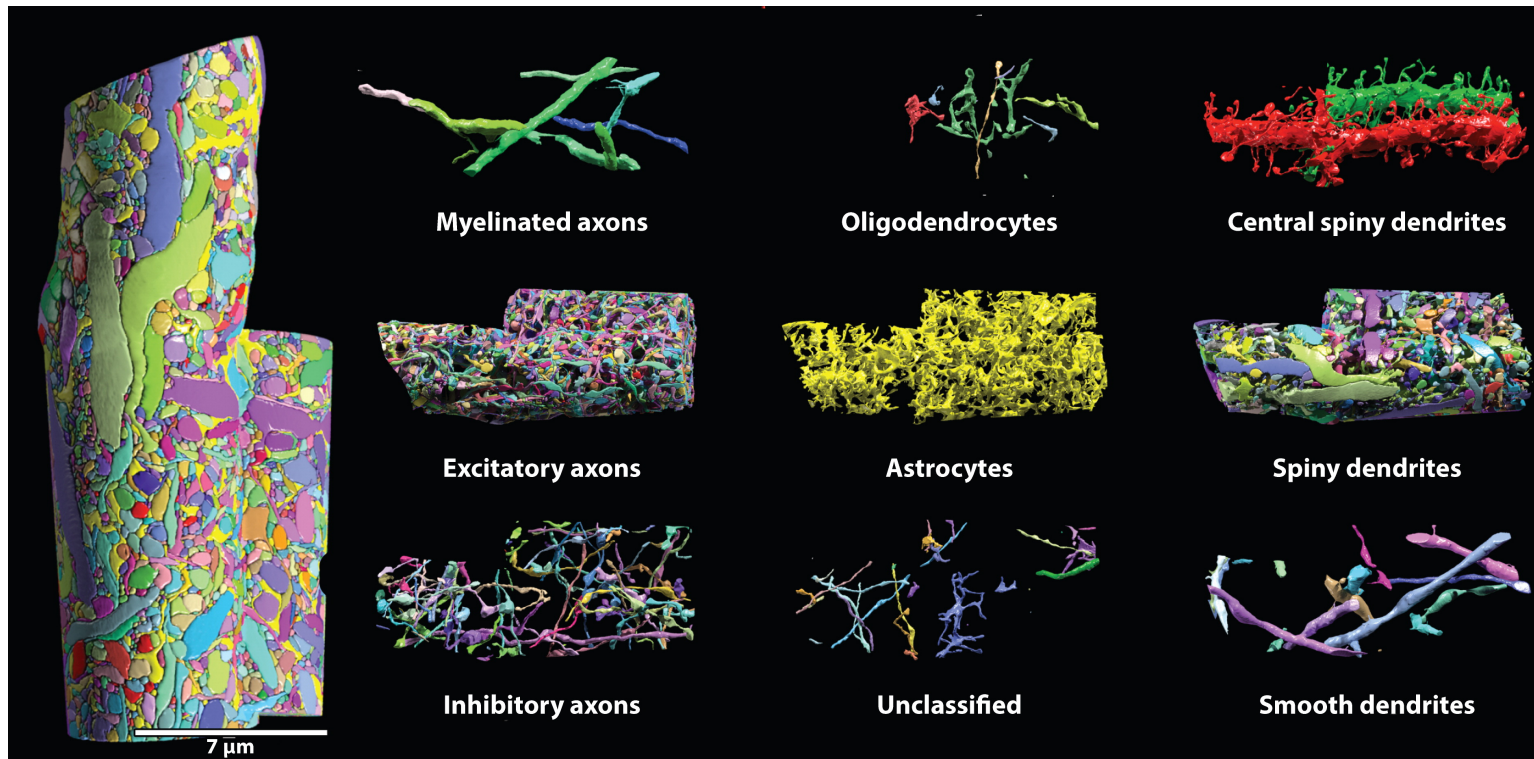 Myelinated axons
Oligodendrocytes
Central spiny dendrites
Excitatory axons
Astrocytes
Spiny dendrites
Inhibitory axons
Unclassified
Smooth dendrites
7 µm